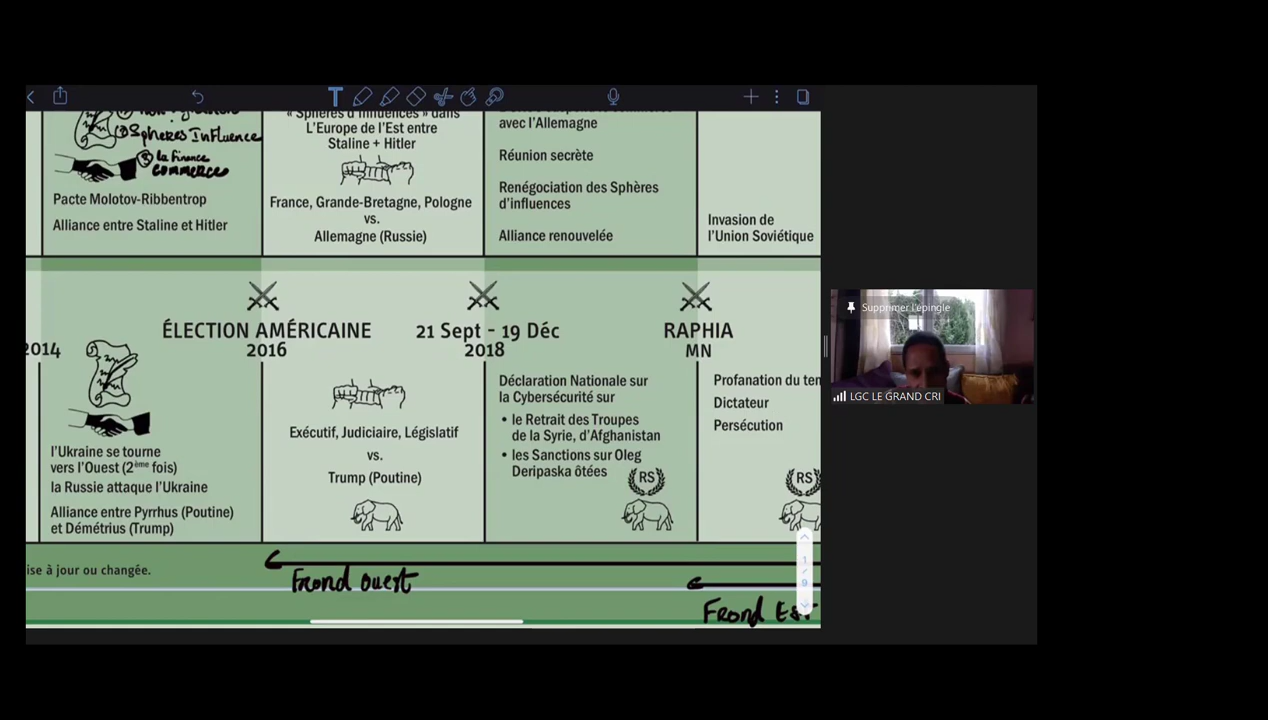 Sphères Influence
la finance
commerce
Pacte Molotov-Ribbentrop
Alliance entre Staline et Hitler
« Sphères d'Influences » dans
L'Europe de l'Est entre
Staline + Hitler
France, Grande-Bretagne, Pologne
vs.
Allemagne (Russie)
avec l'Allemagne
Réunion secrète
Renégociation des Sphères
d'influences
Alliance renouvelée
Invasion de
l'Union Soviétique
2014
ÉLECTION AMÉRICAINE
2016
21 Sept - 19 Déc
2018
RAPHIA
MN
l'Ukraine se tourne
vers l'Ouest (2ème fois)
la Russie attaque l'Ukraine
Alliance entre Pyrrhus (Poutine)
et Démétrius (Trump)
Exécutif, Judiciaire, Législatif
vs.
Trump (Poutine)
Déclaration Nationale sur
la Cybersécurité sur
• le Retrait des Troupes
de la Syrie, d'Afghanistan
• les Sanctions sur Oleg
Deripaska ôtées
RS
Profanation du tem
Dictateur
Persécution
RS
ise à jour ou changée.
Frond ouest
Frond Est
1
/
9
Supprimer l'épingle
LGC LE GRAND CRI